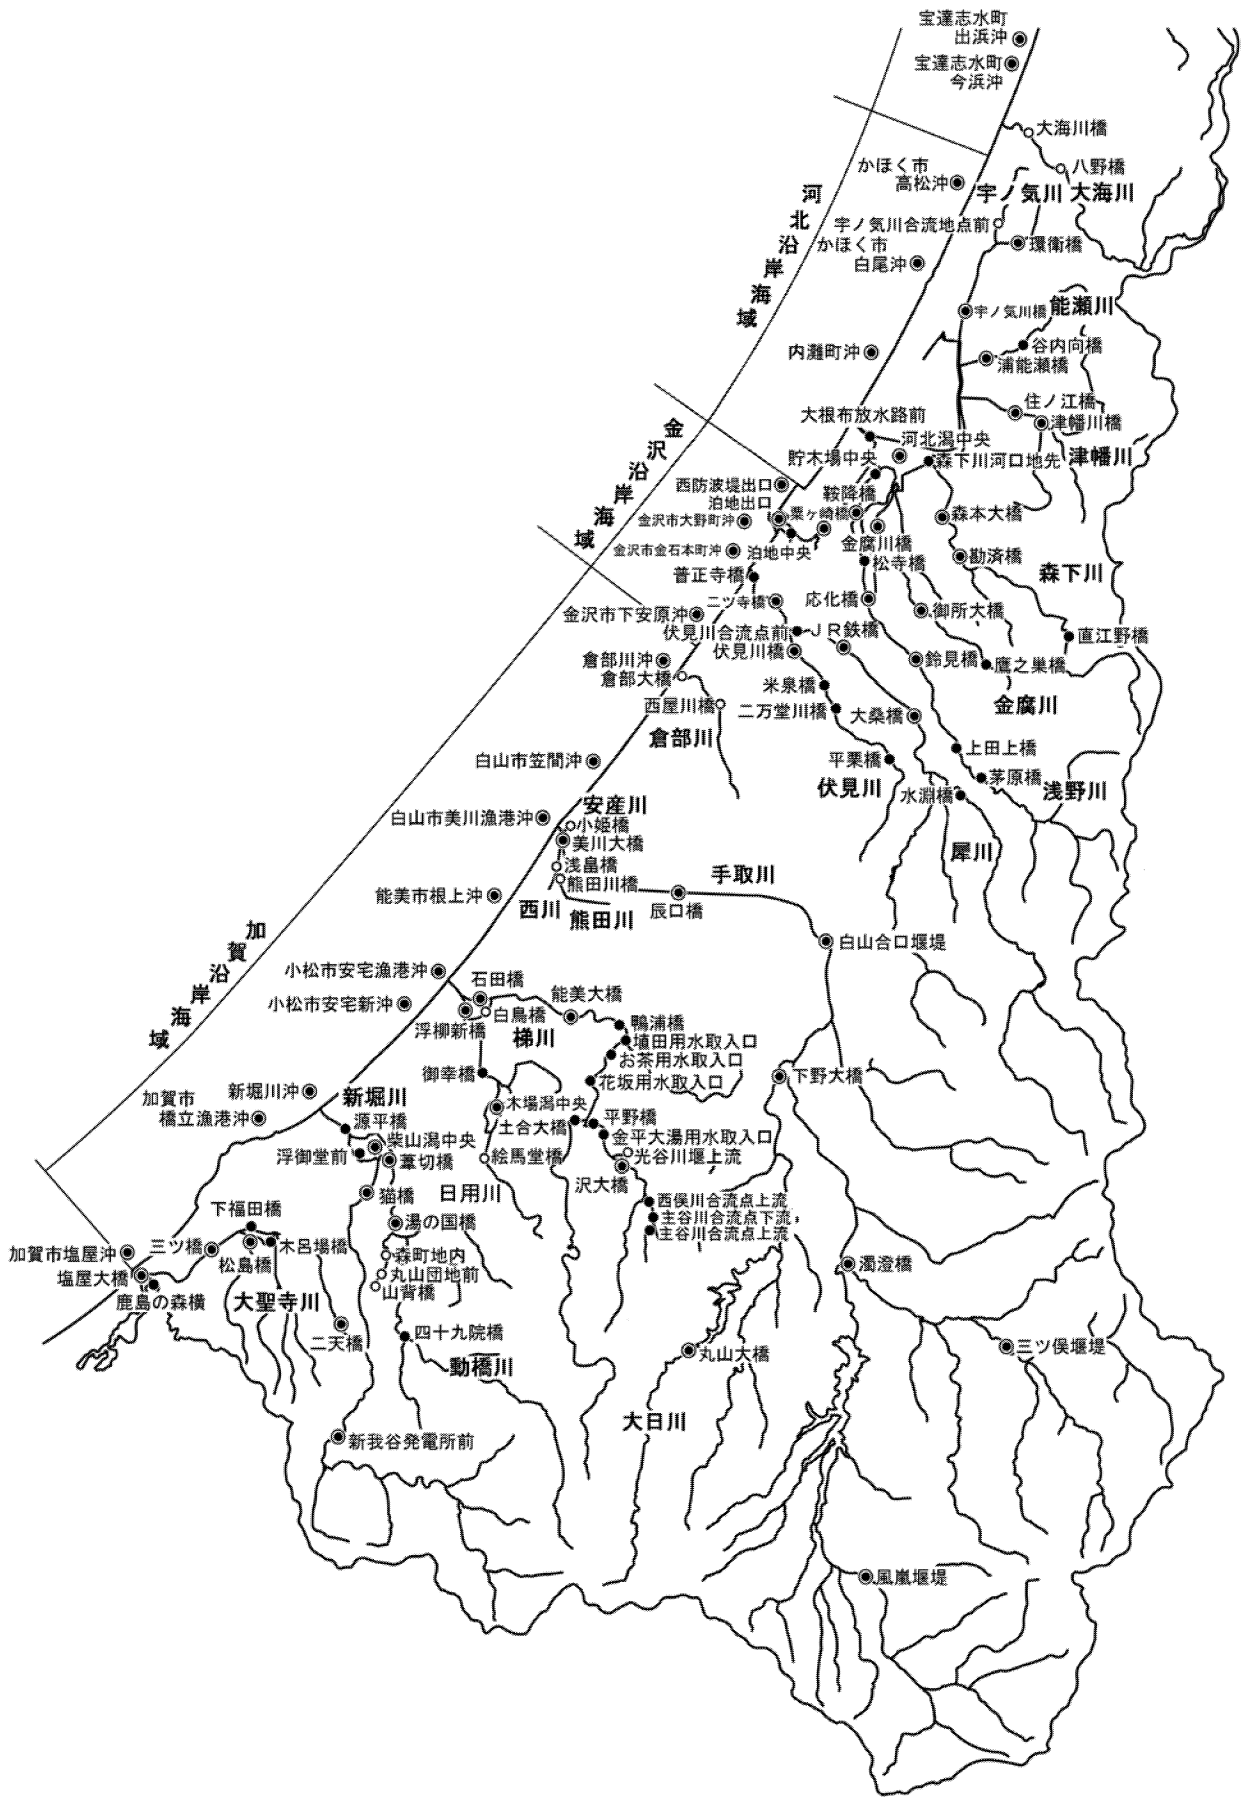 宝達志水町
出浜沖
宝達志水町
今浜沖
大海川橋
八野橋
かほく市
高松沖
宇ノ気川
大海川
宇ノ気川合流地点前
かほく市
白尾沖
環衛橋
河北沿岸海域
宇ノ気川橋
能瀬川
内灘町沖
谷内向橋
浦能瀬橋
住ノ江橋
津幡川橋
大根布放水路前
河北潟中央
貯木場中央
森下川河口地先
津幡川
金沢沿岸海域
西防波堤出口
泊地出口
金沢市大野町沖
鞍降橋
粟ヶ崎橋
森本大橋
金沢市金石本町沖
泊地中央
金腐川橋
松寺橋
勘済橋
森下川
普正寺橋
二ツ寺橋
応化橋
御所大橋
金沢市下安原沖
伏見川合流点前
JR鉄橋
直江野橋
伏見川橋
倉部川沖
倉部大橋
鈴見橋
鷹之巣橋
米泉橋
西屋川橋
二万堂川橋
大桑橋
金腐川
倉部川
上田上橋
白山市笠間沖
平栗橋
茅原橋
伏見川
水淵橋
浅野川
安産川
白山市美川漁港沖
小姫橋
美川大橋
犀川
浅畠橋
熊田川橋
手取川
能美市根上沖
西川
熊田川
辰口橋
白山合口堰堤
加賀沿岸海域
小松市安宅漁港沖
石田橋
能美大橋
小松市安宅新沖
白鳥橋
浮柳新橋
梯川
鴨浦橋
埴田用水取入口
お茶用水取入口
御幸橋
花坂用水取入口
下野大橋
新堀川沖
加賀市
橋立漁港沖
新堀川
木場潟中央
源平橋
土合大橋
平野橋
柴山潟中央
金平大湯用水取入口
浮御堂前
葦切橋
絵馬堂橋
光谷川堰上流
沢大橋
猫橋
日用川
西俣川合流点上流
下福田橋
湯の国橋
主谷川合流点下流
主谷川合流点上流
加賀市塩屋沖
三ツ橋
松島橋
木呂場橋
森町地内
濁澄橋
塩屋大橋
丸山団地前
鹿島の森横
大聖寺川
山背橋
二天橋
四十九院橋
丸山大橋
三ツ俣堰堤
動橋川
大日川
新我谷発電所前
風嵐堰堤